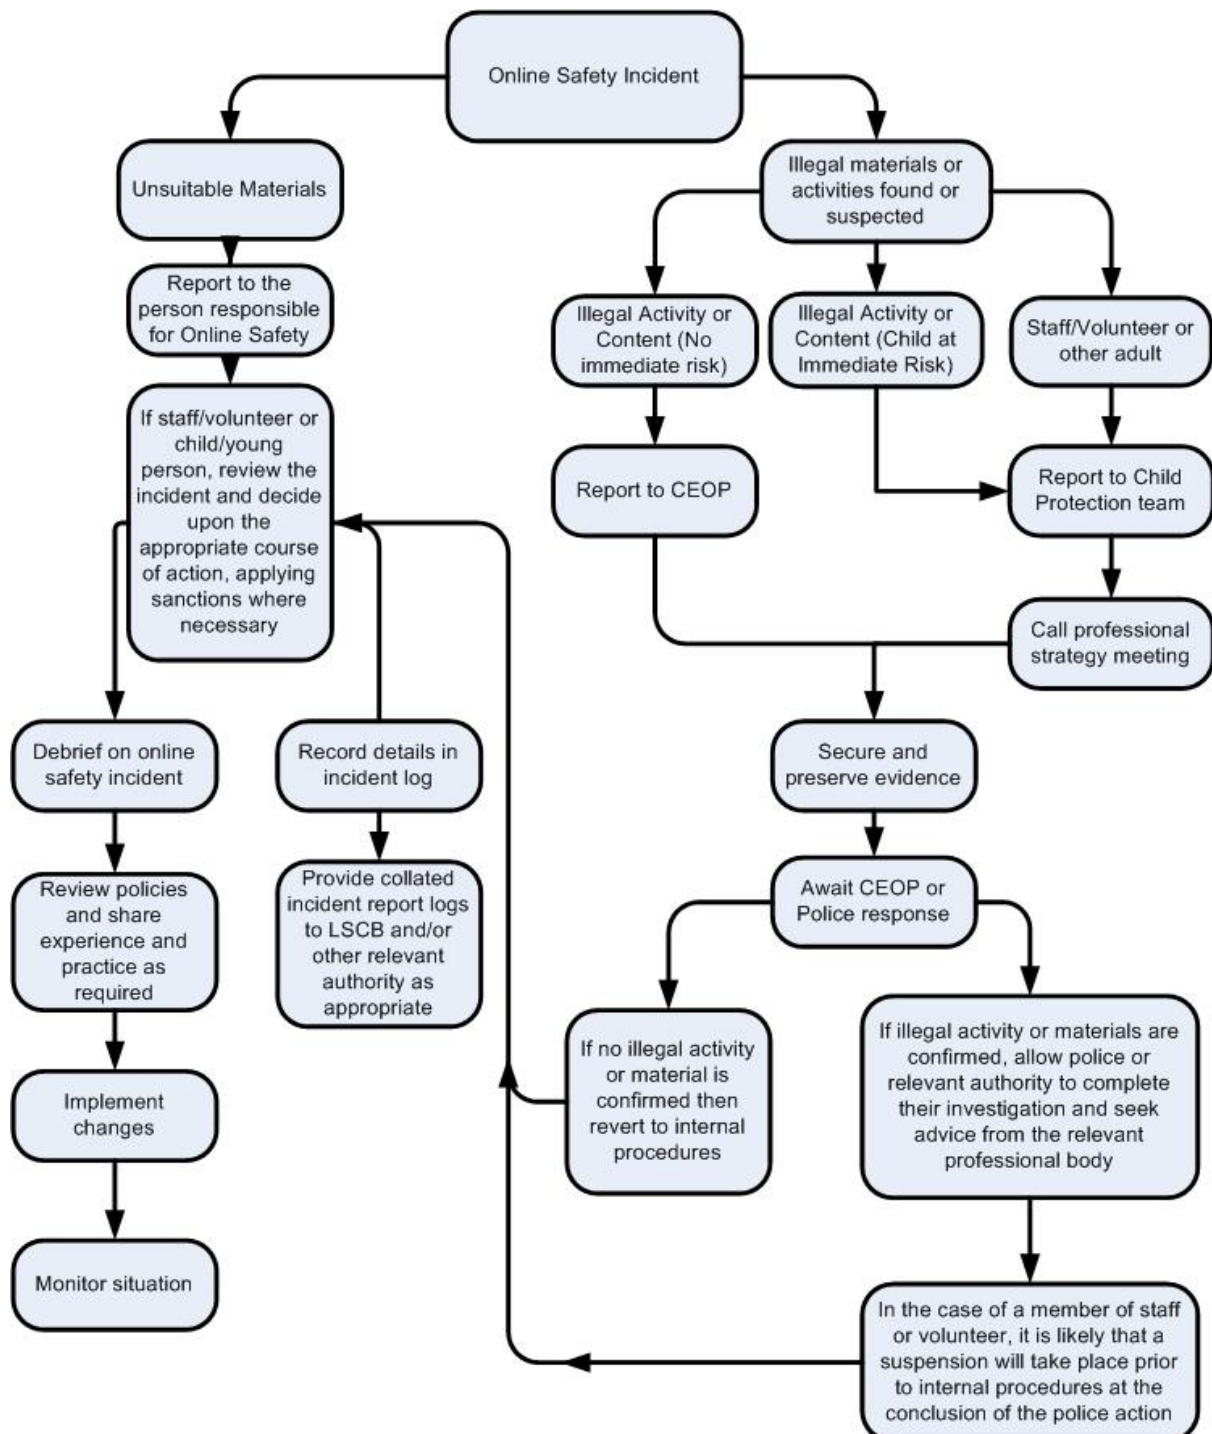 Online Safety Incident
Unsuitable Materials
Illegal materials or
activities found or
suspected
Report to the
person responsible
for Online Safety
Illegal Activity or
Content (No
immediate risk)
Illegal Activity or
Content (Child at
Immediate Risk)
Staff/Volunteer or
other adult
If staff/volunteer or
child/young
person, review the
incident and decide
upon the
appropriate course
of action, applying
sanctions where
necessary
Report to CEOP
Report to Child
Protection team
Call professional
strategy meeting
Debrief on online
safety incident
Record details in
incident log
Secure and
preserve evidence
Review policies
and share
experience and
practice as
required
Provide collated
incident report logs
to LSCB and/or
other relevant
authority as
appropriate
Await CEOP or
Police response
If no illegal activity
or material is
confirmed then
revert to internal
procedures
If illegal activity or materials are
confirmed, allow police or
relevant authority to complete
their investigation and seek
advice from the relevant
professional body
Implement
changes
Monitor situation
In the case of a member of staff
or volunteer, it is likely that a
suspension will take place prior
to internal procedures at the
conclusion of the police action